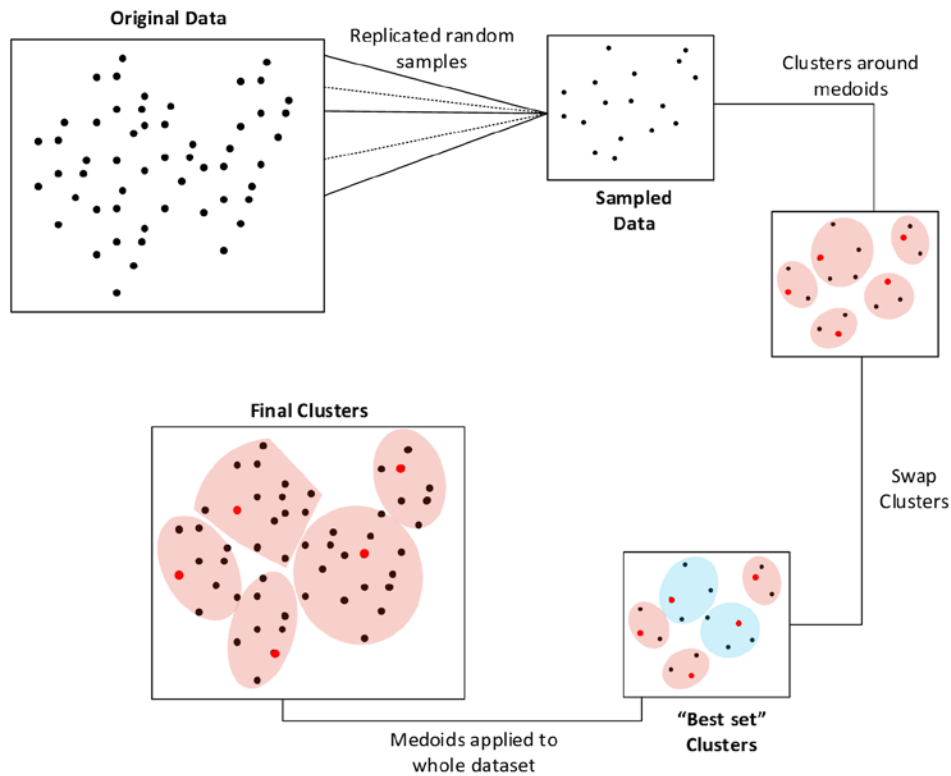 Original Data
Replicated random
samples
Clusters around
medoids
Sampled
Data
Final Clusters
Swap
Clusters
“Best set”
Clusters
Medoids applied to
whole dataset